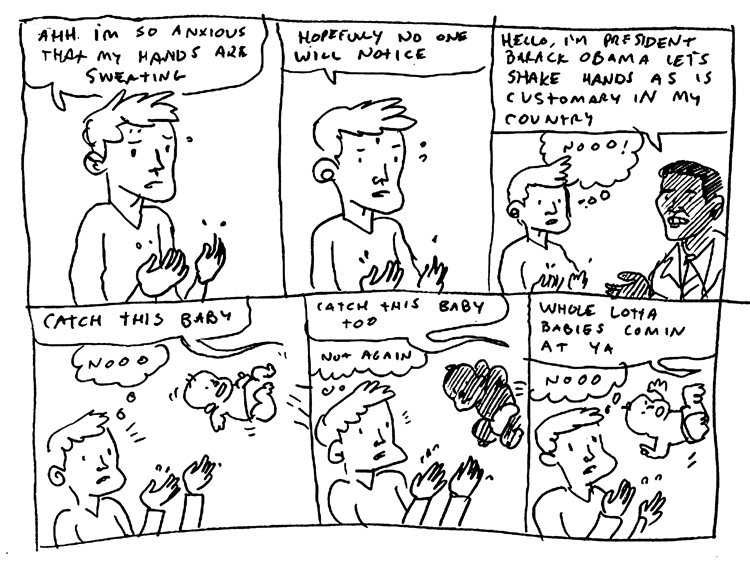 AHH. I'M SO ANXIOUS
THAT MY HANDS ARE
SWEATING
HOPEFULLY NO ONE
WILL NOTICE
HELLO, I'M PRESIDENT
BARACK OBAMA LET'S
SHAKE HANDS AS IS
CUSTOMARY IN MY
COUNTRY
NOOO!
CATCH THIS BABY
NOOO
CATCH THIS BABY
TOO
NOT AGAIN
WHOLE LOTTA
BABIES COMIN
AT YA
NOOO